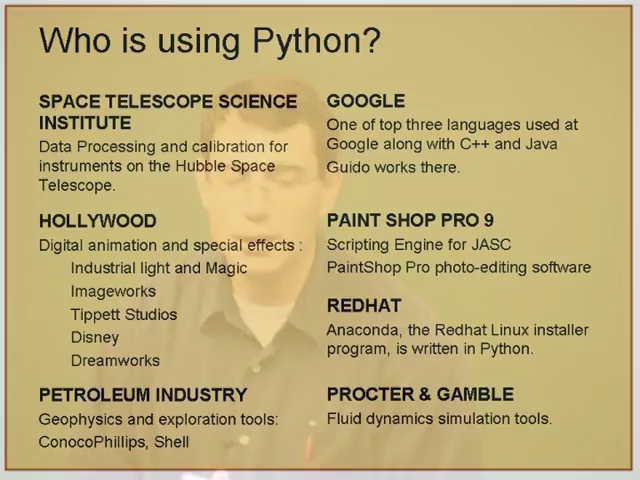 Who is using Python?
SPACE TELESCOPE SCIENCE
INSTITUTE
Data Processing and calibration for
instruments on the Hubble Space
Telescope.
HOLLYWOOD
Digital animation and special effects :
Industrial light and Magic
Imageworks
Tippett Studios
Disney
Dreamworks
PETROLEUM INDUSTRY
Geophysics and exploration tools:
ConocoPhillips, Shell
GOOGLE
One of top three languages used at
Google along with C++ and Java
Guido works there.
PAINT SHOP PRO 9
Scripting Engine for JASC
PaintShop Pro photo-editing software
REDHAT
Anaconda, the Redhat Linux installer
program, is written in Python.
PROCTER & GAMBLE
Fluid dynamics simulation tools.